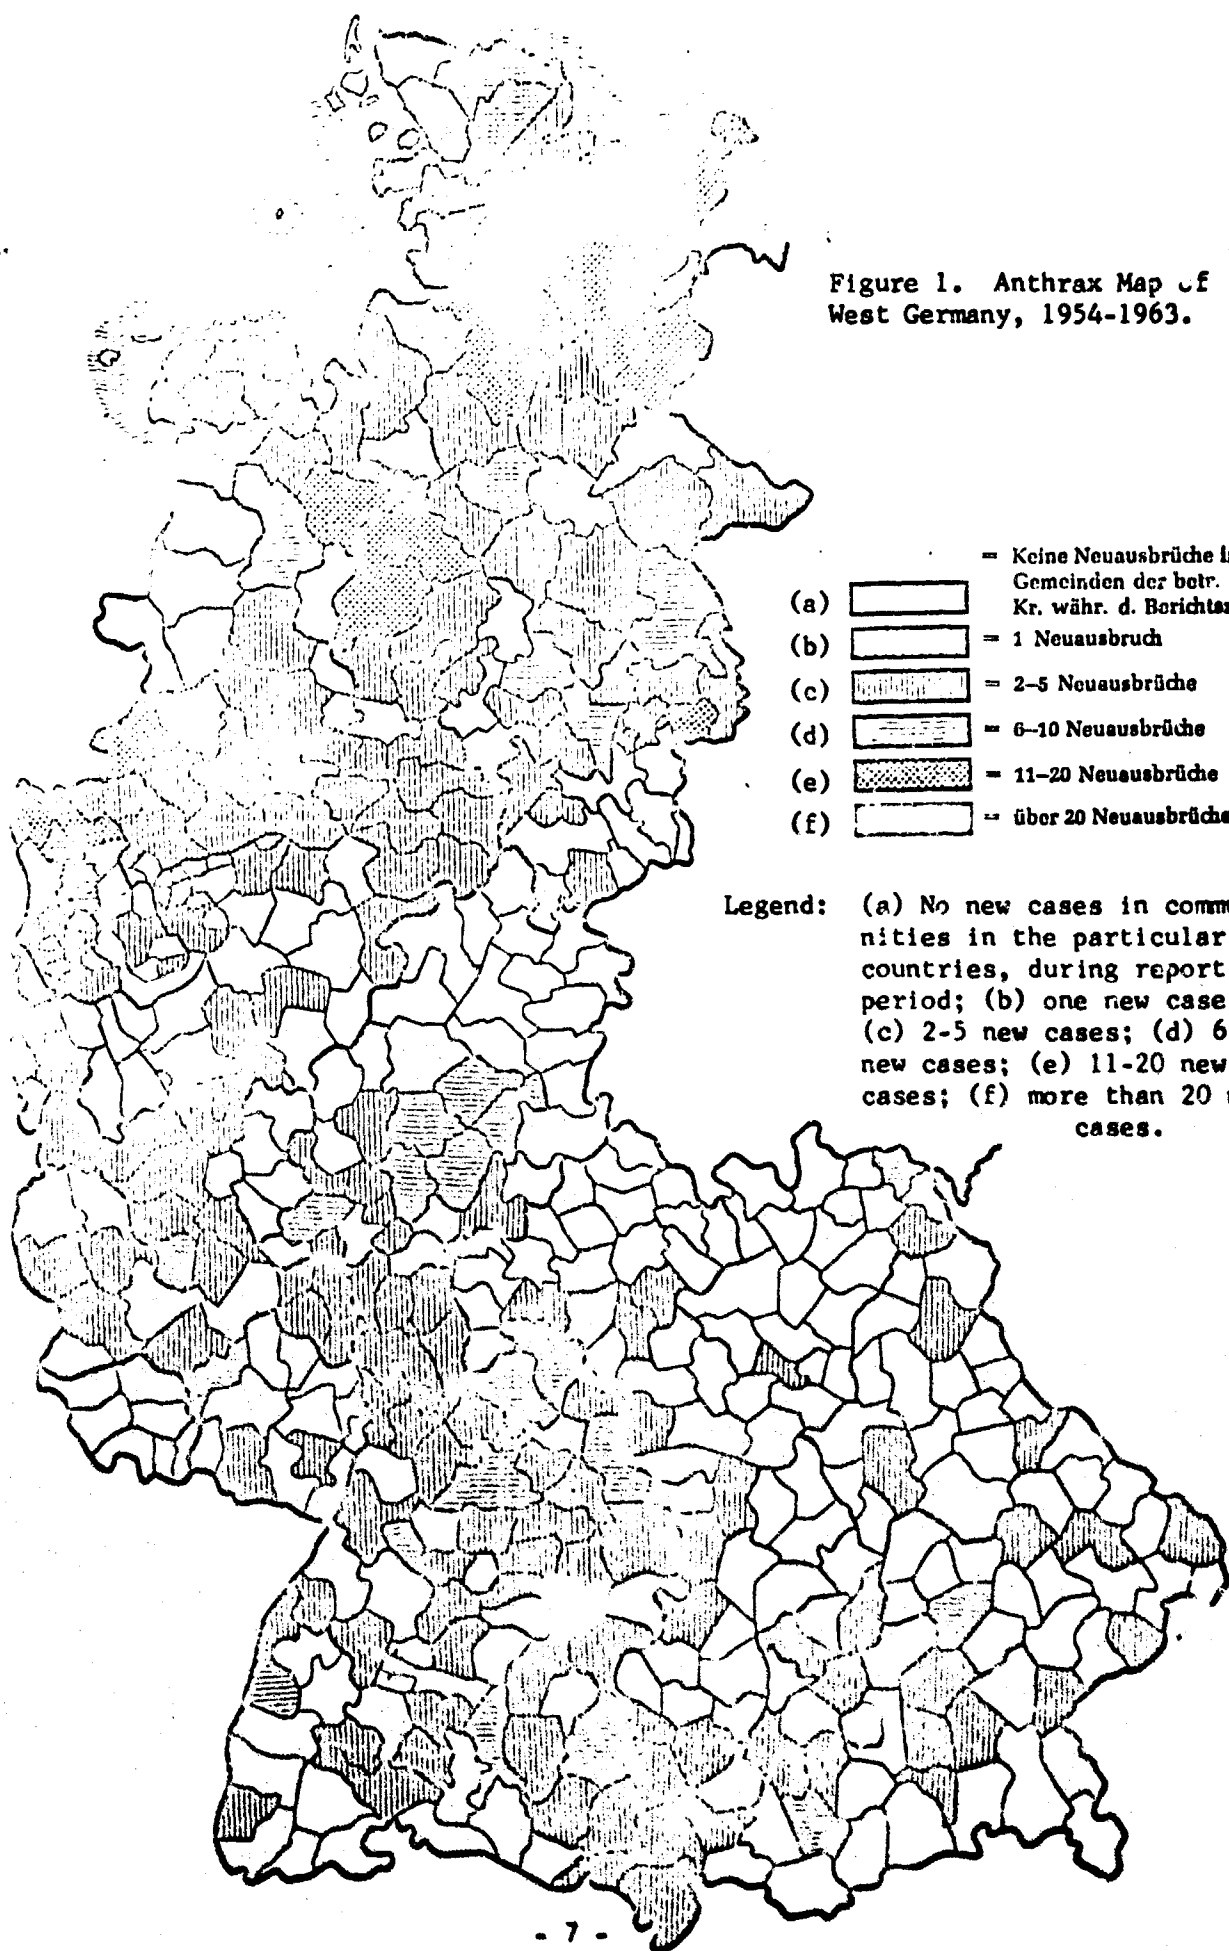 Figure 1. Anthrax Map of
West Germany, 1954-1963.
= Keine Neuausbrüche
Gemeinden der betr.
(a) Kr. währ. d.
(b) = 1 Neuausbruch
(c) = 2-5 Neuausbrüche
(d) = 6-10 Neuausbrüche
(e) = 11-20 Neuausbrüche
(f) = über 20 Neuausbrüche
Legend: (a) No new cases in commu
nities in the particular
countries, during report
period; (b) one new case
(c) 2-5 new cases; (d) 6
new cases; (e) 11-20 new
cases; (f) more than 20
cases.
- 7 -